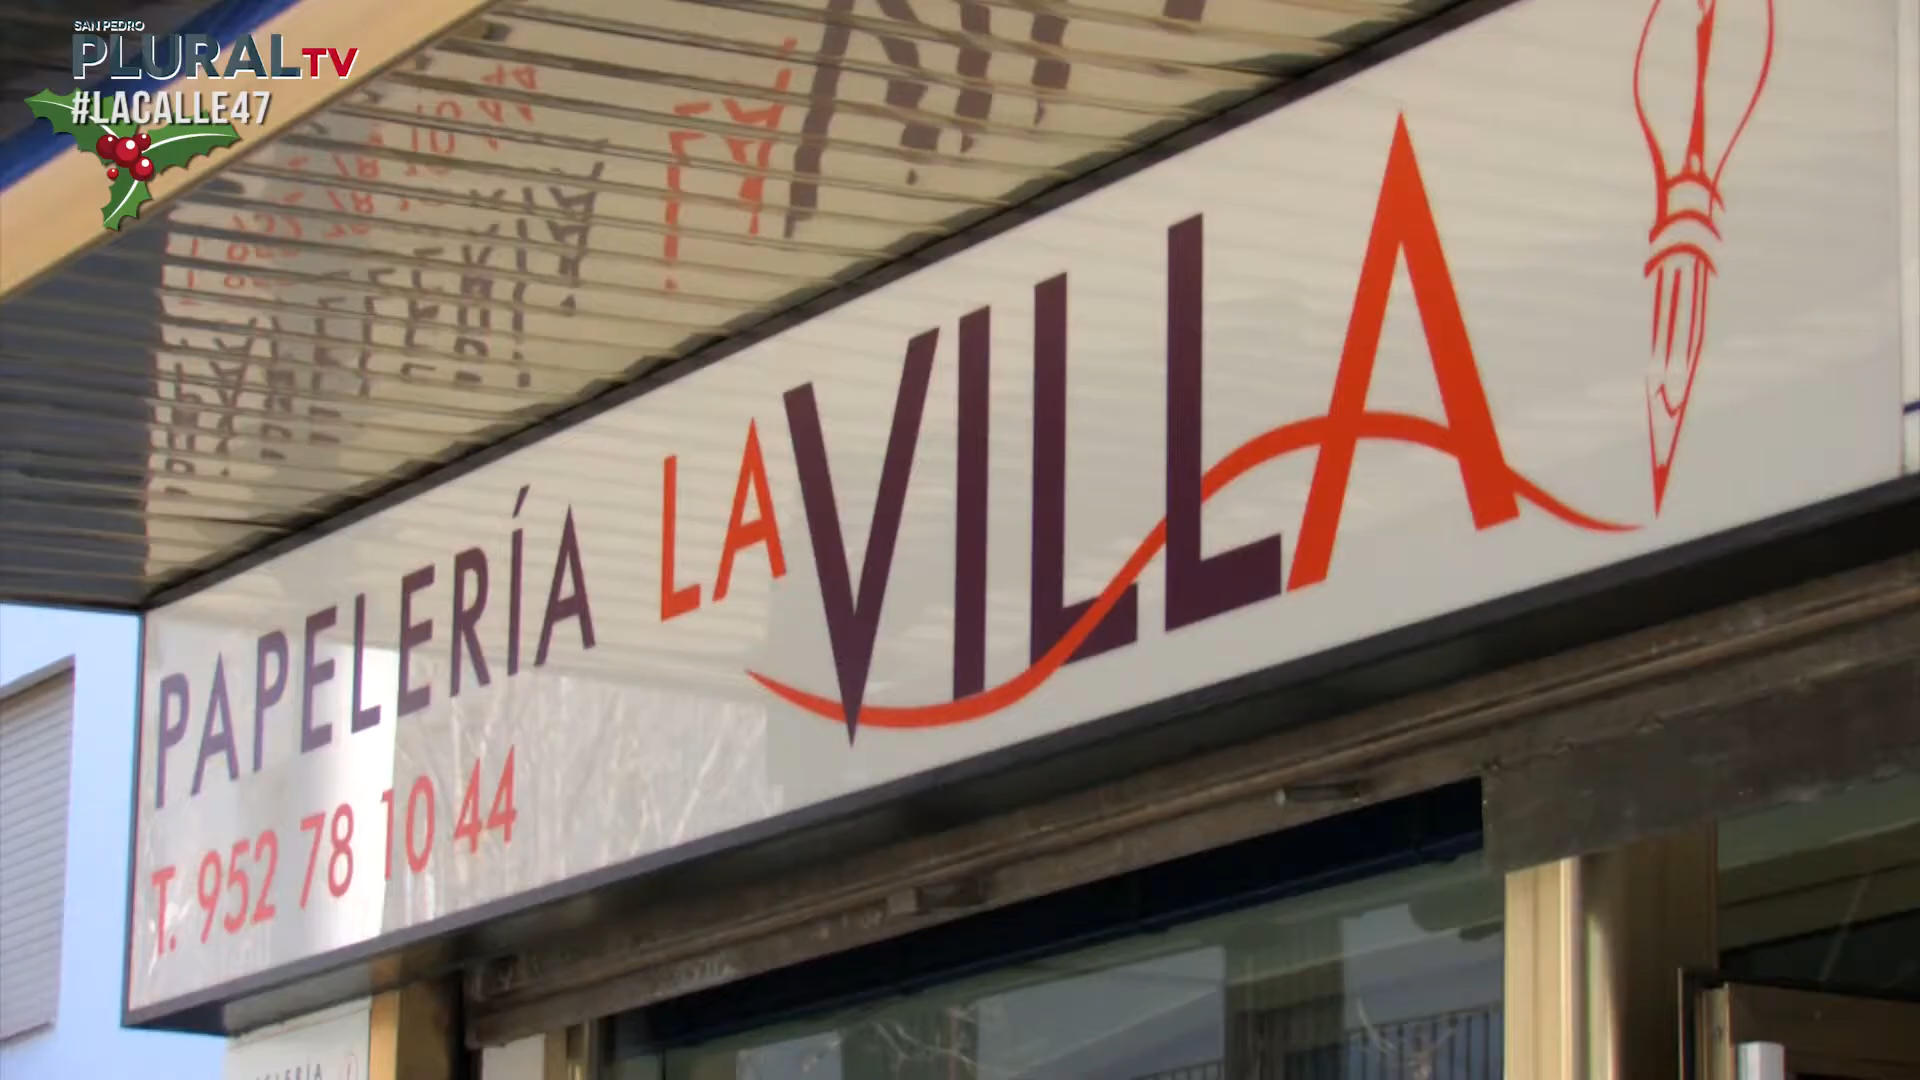 SAN PEDRO
PLURAL TV
#LACALLE47
PAPELERÍA LA VILLA
T. 952 78 10 44